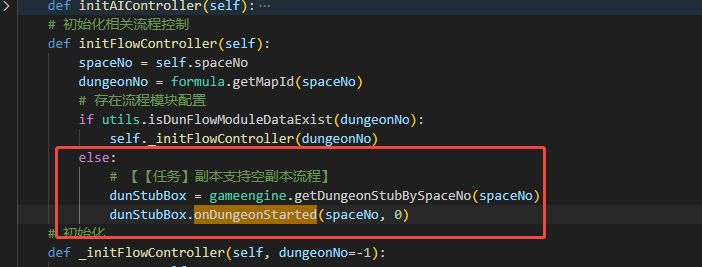 def initAIController(self):…
# 初始化相关流程控制
def initFlowController(self):
spaceNo = self.spaceNo
dungeonNo = formula.getMapId(spaceNo)
# 存在流程模块配置
if utils.isDunFlowModuleDataExist(dungeonNo):
self._initFlowController(dungeonNo)
else:
# 【【任务】副本支持空副本流程】
dunStubBox = gameengine.getDungeonStubBySpaceNo(spaceNo)
dunStubBox.onDungeonStarted(spaceNo, 0)
# 初始化
def _initFlowController(self, dungeonNo=-1):